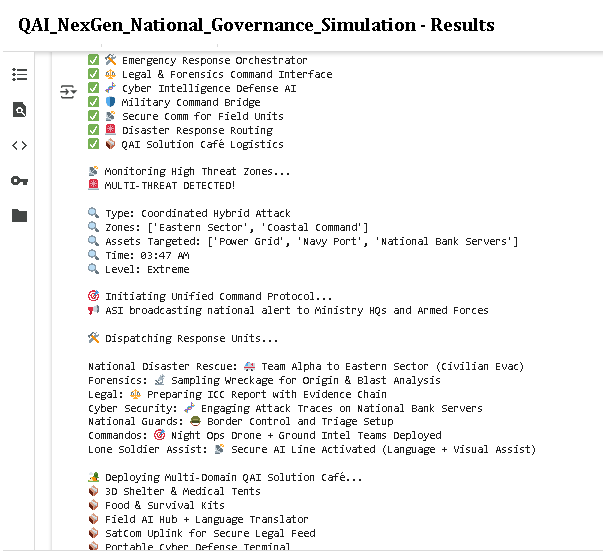 QAI_NexGen_National_Governance_Simulation - Results
✅ 🛠️ Emergency Response Orchestrator
✅ ⚖️ Legal & Forensics Command Interface
✅ 🧬 Cyber Intelligence Defense AI
✅ 🛡️ Military Command Bridge
✅ 📡 Secure Comm for Field Units
✅ 🚨 Disaster Response Routing
✅ 📦 QAI Solution Café Logistics
📡 Monitoring High Threat Zones...
🚨 MULTI-THREAT DETECTED!
🔍 Type: Coordinated Hybrid Attack
🔍 Zones: ['Eastern Sector', 'Coastal Command']
🔍 Assets Targeted: ['Power Grid', 'Navy Port', 'National Bank Servers']
🔍 Time: 03:47 AM
🔍 Level: Extreme
🎯 Initiating Unified Command Protocol...
📢 ASI broadcasting national alert to Ministry HQs and Armed Forces
🛠️ Dispatching Response Units...
National Disaster Rescue: 🚑 Team Alpha to Eastern Sector (Civilian Evac)
Forensics: 🔬 Sampling Wreckage for Origin & Blast Analysis
Legal: ⚖️ Preparing ICC Report with Evidence Chain
Cyber Security: 🧬 Engaging Attack Traces on National Bank Servers
National Guards: 🪖 Border Control and Triage Setup
Commandos: 🎯 Night Ops Drone + Ground Intel Teams Deployed
Lone Soldier Assist: 📡 Secure AI Line Activated (Language + Visual Assist)
🏕️ Deploying Multi-Domain QAI Solution Café...
📦 3D Shelter & Medical Tents
📦 Food & Survival Kits
📦 Field AI Hub + Language Translator
📦 SatCom Uplink for Secure Legal Feed
📦 Portable Cyber Defense Terminal